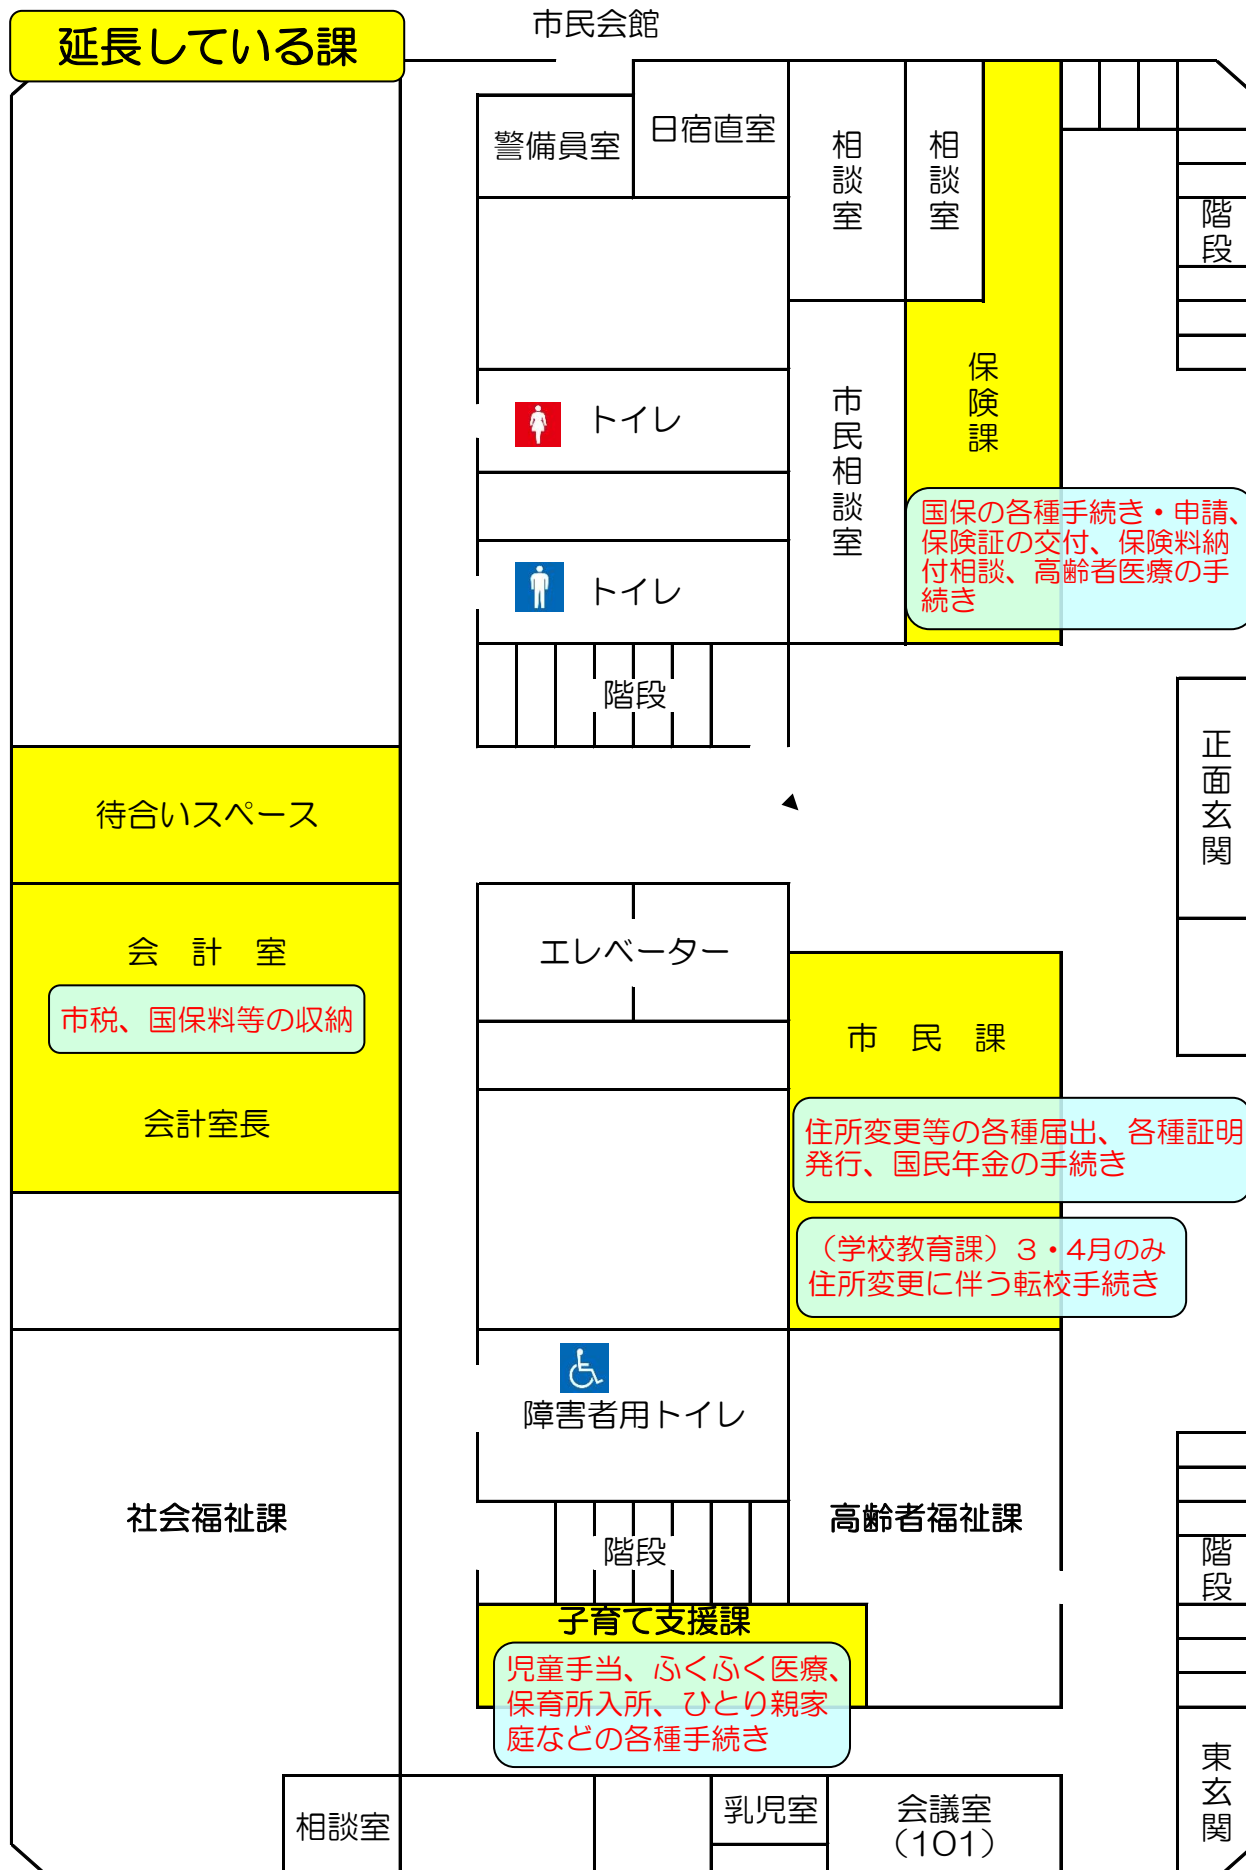 延長している課
市民会館
警備員室
日宿直室
相談室
相談室
階段
保険課
トイレ
市民相談室
国保の各種手続き・申請、
保険証の交付、保険料納
付相談、高齢者医療の手
続き
トイレ
階段
正面玄関
待合いスペース
会　計　室
エレベーター
市税、国保料等の収納
市　民　課
会計室長
住所変更等の各種届出、各種証明
発行、国民年金の手続き
（学校教育課）３・４月のみ
住所変更に伴う転校手続き
障害者用トイレ
社会福祉課
高齢者福祉課
階段
階段
子育て支援課
児童手当、ふくふく医療、
保育所入所、ひとり親家
庭などの各種手続き
東玄関
相談室
乳児室
会議室
（１０１）